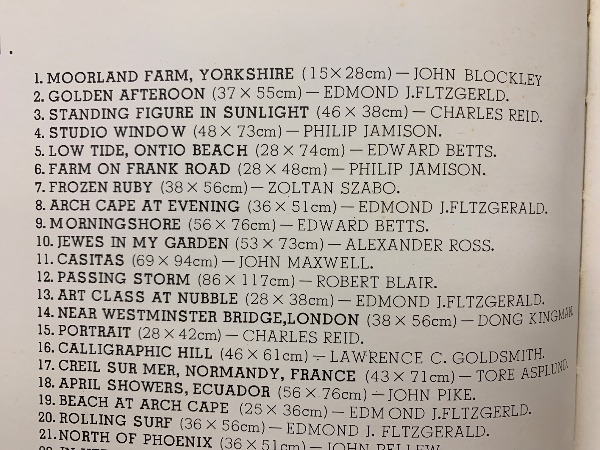 1. MOORLAND FARM, YORKSHIRE (15×28cm) — JOHN BLOCKLEY
2. GOLDEN AFTEROON (37 × 55cm) — EDMOND J.FLTZGERLD.
3. STANDING FIGURE IN SUNLIGHT (46 × 38cm) — CHARLES REID.
4. STUDIO WINDOW (48 × 73cm) — PHILIP JAMISON.
5. LOW TIDE, ONTIO BEACH (28 × 74cm) — EDWARD BETTS.
6. FARM ON FRANK ROAD (28 × 48cm) — PHILIP JAMISON.
7. FROZEN RUBY (38 × 56cm) — ZOLTAN SZABO.
8. ARCH CAPE AT EVENING (36 × 51cm) — EDMOND J.FLTZGERALD.
9. MORNINGSHORE (56 × 76cm) — EDWARD BETTS.
10. JEWES IN MY GARDEN (53 × 73cm) — ALEXANDER ROSS.
11. CASITAS (69 × 94cm) — JOHN MAXWELL.
12. PASSING STORM (86 × 117cm) — ROBERT BLAIR.
13. ART CLASS AT NUBBLE (28 × 38cm) — EDMOND J.FLTZGERALD.
14. NEAR WESTMINSTER BRIDGE,LONDON (38 × 56cm) — DONG KINGMAN.
15. PORTRAIT (28 × 42cm) — CHARLES REID.
16. CALLIGRAPHIC HILL (46 × 61cm) — LAWRENCE C. GOLDSMITH.
17. CREIL SUR MER, NORMANDY, FRANCE (43 × 71cm) — TORE ASPLUND.
18. APRIL SHOWERS, ECUADOR (56 × 76cm) — JOHN PIKE.
19. BEACH AT ARCH CAPE (25 × 36cm) — EDMOND J.FLTZGERLD.
20. ROLLING SURF (36 × 56cm) — EDMOND J. FLTZGERALD.
21. NORTH OF PHOENIX (36 × 51cm) — JOHN PELLEW